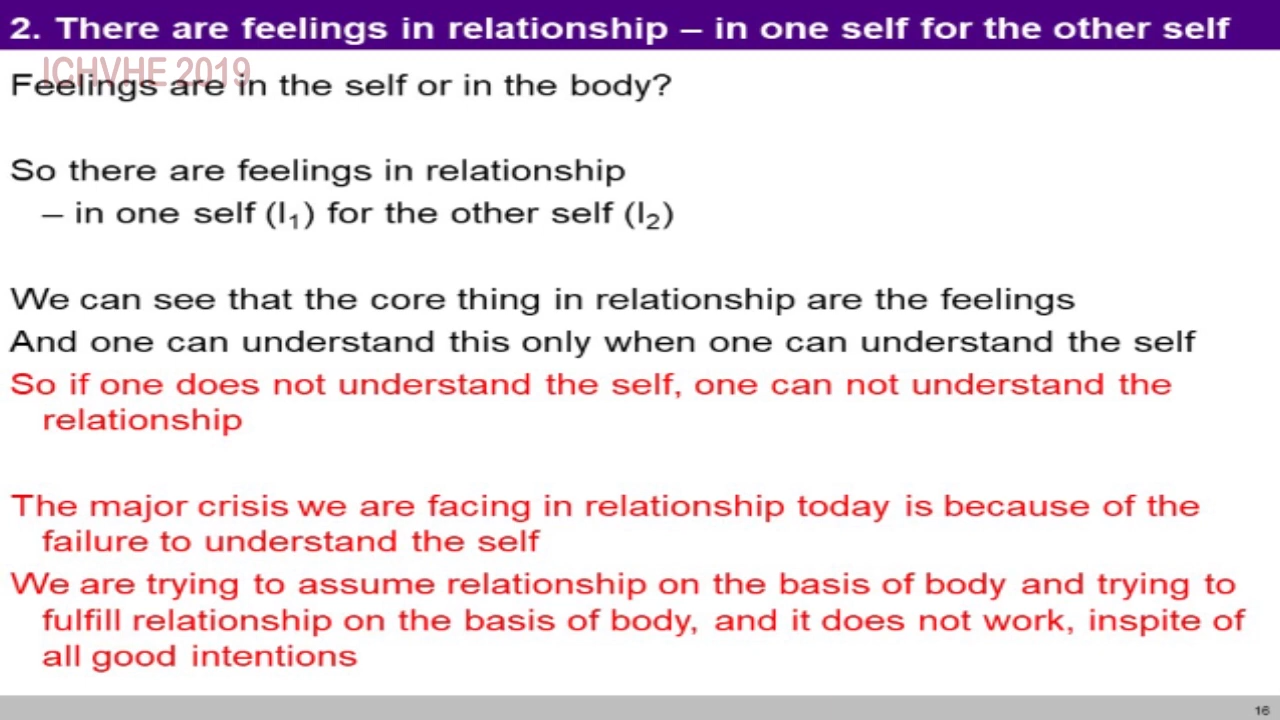 2. There are feelings in relationship – in one self for the other self
ICHVHE 2019
Feelings are in the self or in the body?
So there are feelings in relationship
– in one self (I₁) for the other self (I₂)
We can see that the core thing in relationship are the feelings
And one can understand this only when one can understand the self
So if one does not understand the self, one can not understand the
relationship
The major crisis we are facing in relationship today is because of the
failure to understand the self
We are trying to assume relationship on the basis of body and trying to
fulfill relationship on the basis of body, and it does not work, inspite of
all good intentions
16